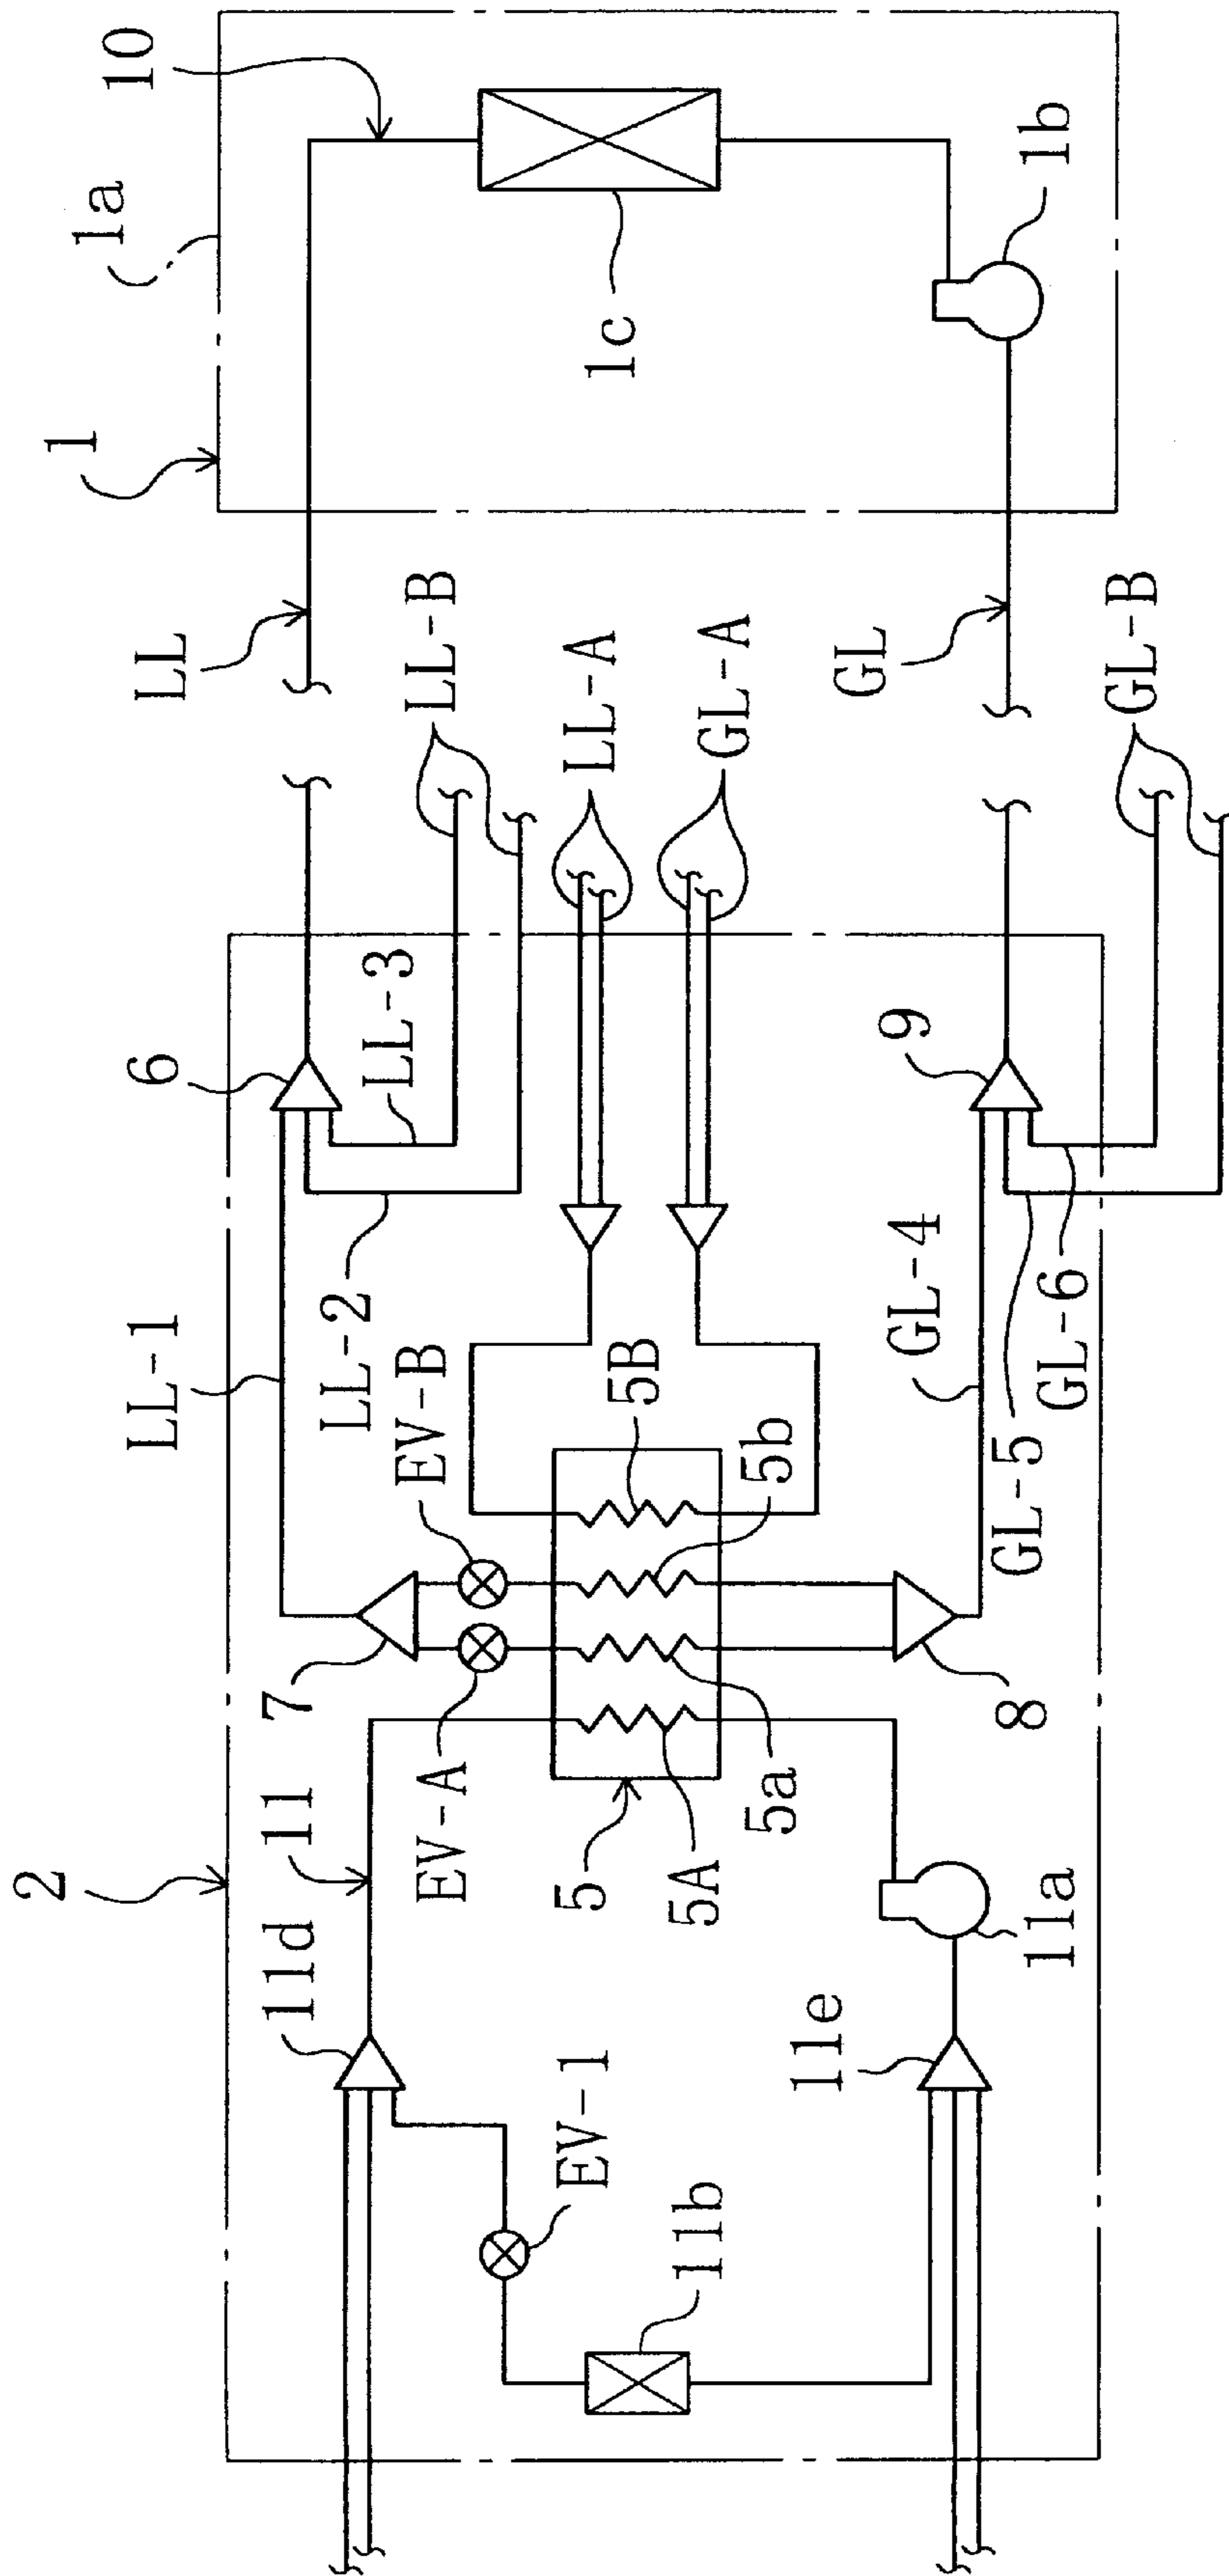 10
1a
1
1c
1b
LL
LL-B
LL-A
GL-A
GL
GL-B
6
LL-3
9
LL-1
LL-2
GL-4
GL-6
GL-5
EV-B
5B
5b
7
8
2
11
EV-A
5
5a
5A
11d
11a
11e
EV-1
11b